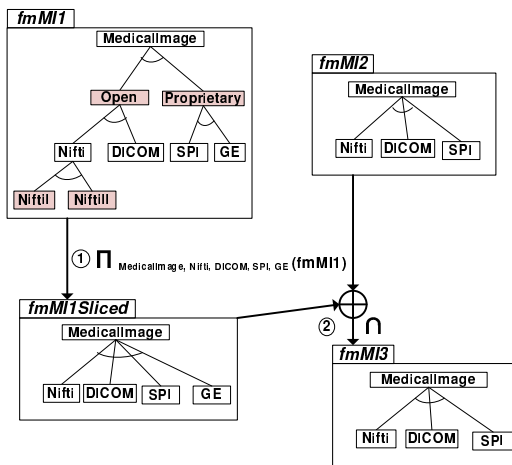 fmMI1
MedicalImage
Open Proprietary
Nifti DICOM SPI GE
NiftiI NiftiII
fmMI2
MedicalImage
Nifti DICOM SPI
1 Π MedicalImage, Nifti, DICOM, SPI, GE (fmMI1)
fmMI1Sliced
MedicalImage
Nifti DICOM SPI GE
2 ∩
fmMI3
MedicalImage
Nifti DICOM SPI